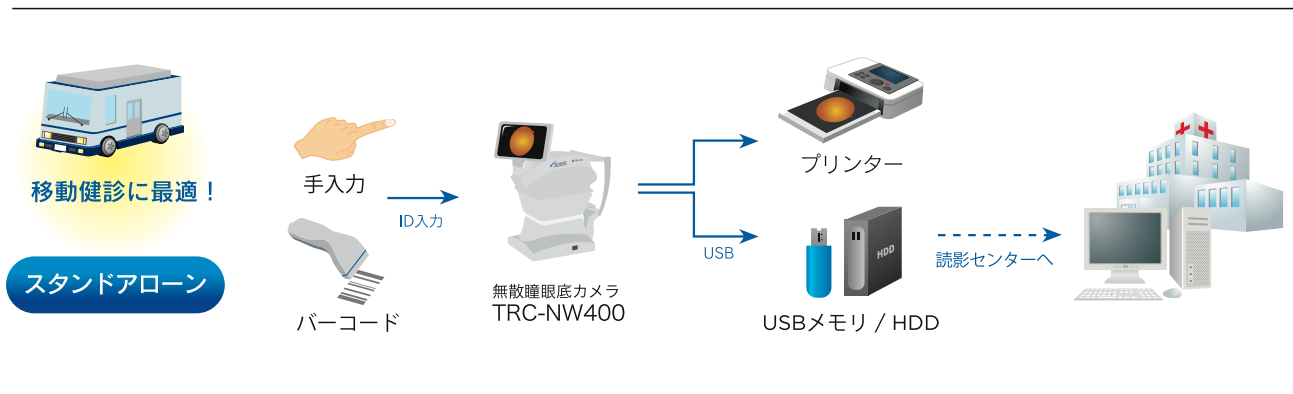 移動健診に最適！
スタンドアローン
手入力
バーコード
ID入力
無散瞳眼底カメラ
TRC-NW400
プリンター
USB
HDD
USBメモリ / HDD
読影センターへ